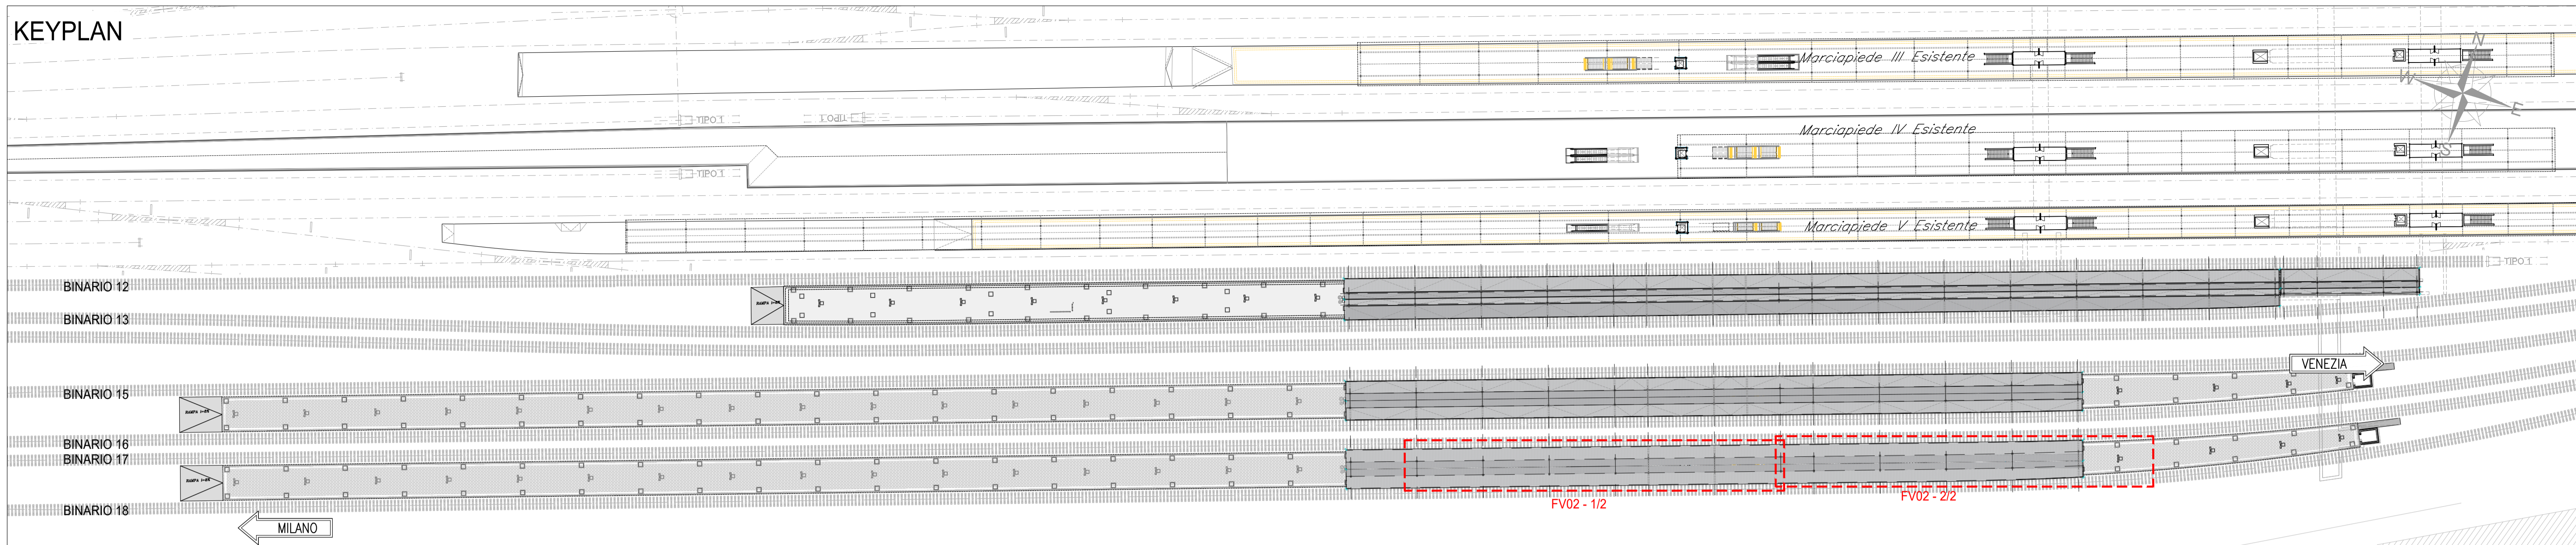 KEYPLAN
N
W
E
S
Marciapiede III Esistente
TIPO 1
TIPO 1
Marciapiede IV Esistente
TIPO 1
Marciapiede V Esistente
TIPO 1
BINARIO 12
BINARIO 13
VENEZIA
BINARIO 15
BINARIO 16
BINARIO 17
FV02 - 1/2
FV02 - 2/2
BINARIO 18
MILANO